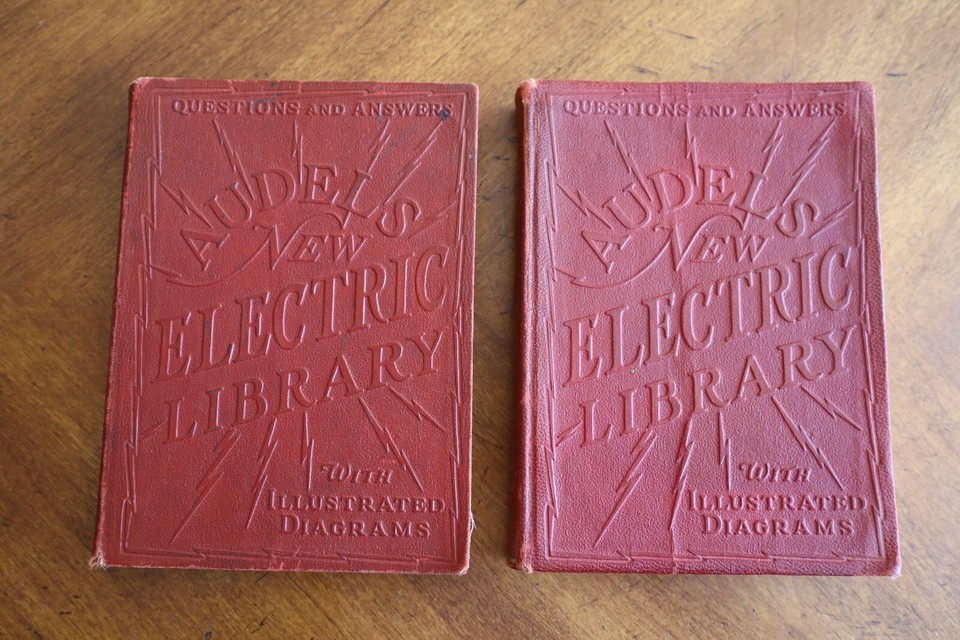 QUESTIONS AND ANSWERS
AUDELS
NEW
ELECTRIC
LIBRARY
WITH
ILLUSTRATED
DIAGRAMS
QUESTIONS AND ANSWERS
AUDELS
NEW
ELECTRIC
LIBRARY
WITH
ILLUSTRATED
DIAGRAMS